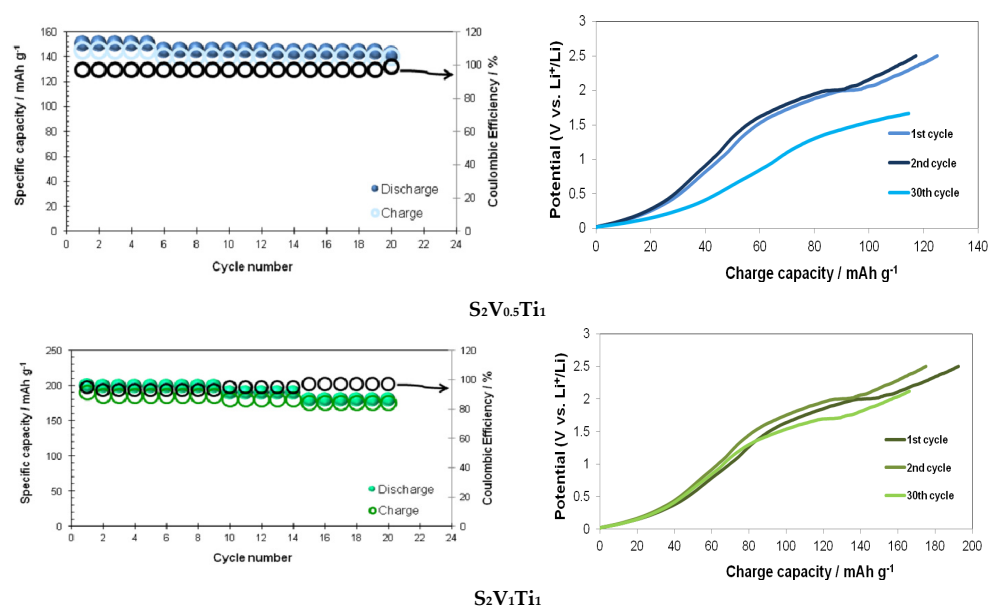 160
140
120
100
80
60
40
20
0
Specific capacity / mAh g⁻¹
120
100
80
60
40
20
0
Coulombic Efficiency / %
Discharge
Charge
0 2 4 6 8 10 12 14 16 18 20 22 24
Cycle number
3
2.5
2
1.5
1
0.5
0
Potential (V vs. Li⁺/Li)
1st cycle
2nd cycle
30th cycle
0 20 40 60 80 100 120 140
Charge capacity / mAh g⁻¹
S₂V₀.₅Ti₁
250
200
150
100
50
0
Specific capacity / mAh g⁻¹
120
100
80
60
40
20
0
Coulombic Efficiency / %
Discharge
Charge
0 2 4 6 8 10 12 14 16 18 20 22 24
Cycle number
3
2.5
2
1.5
1
0.5
0
Potential (V vs. Li⁺/Li)
1st cycle
2nd cycle
30th cycle
0 20 40 60 80 100 120 140 160 180 200
Charge capacity / mAh g⁻¹
S₂V₁Ti₁